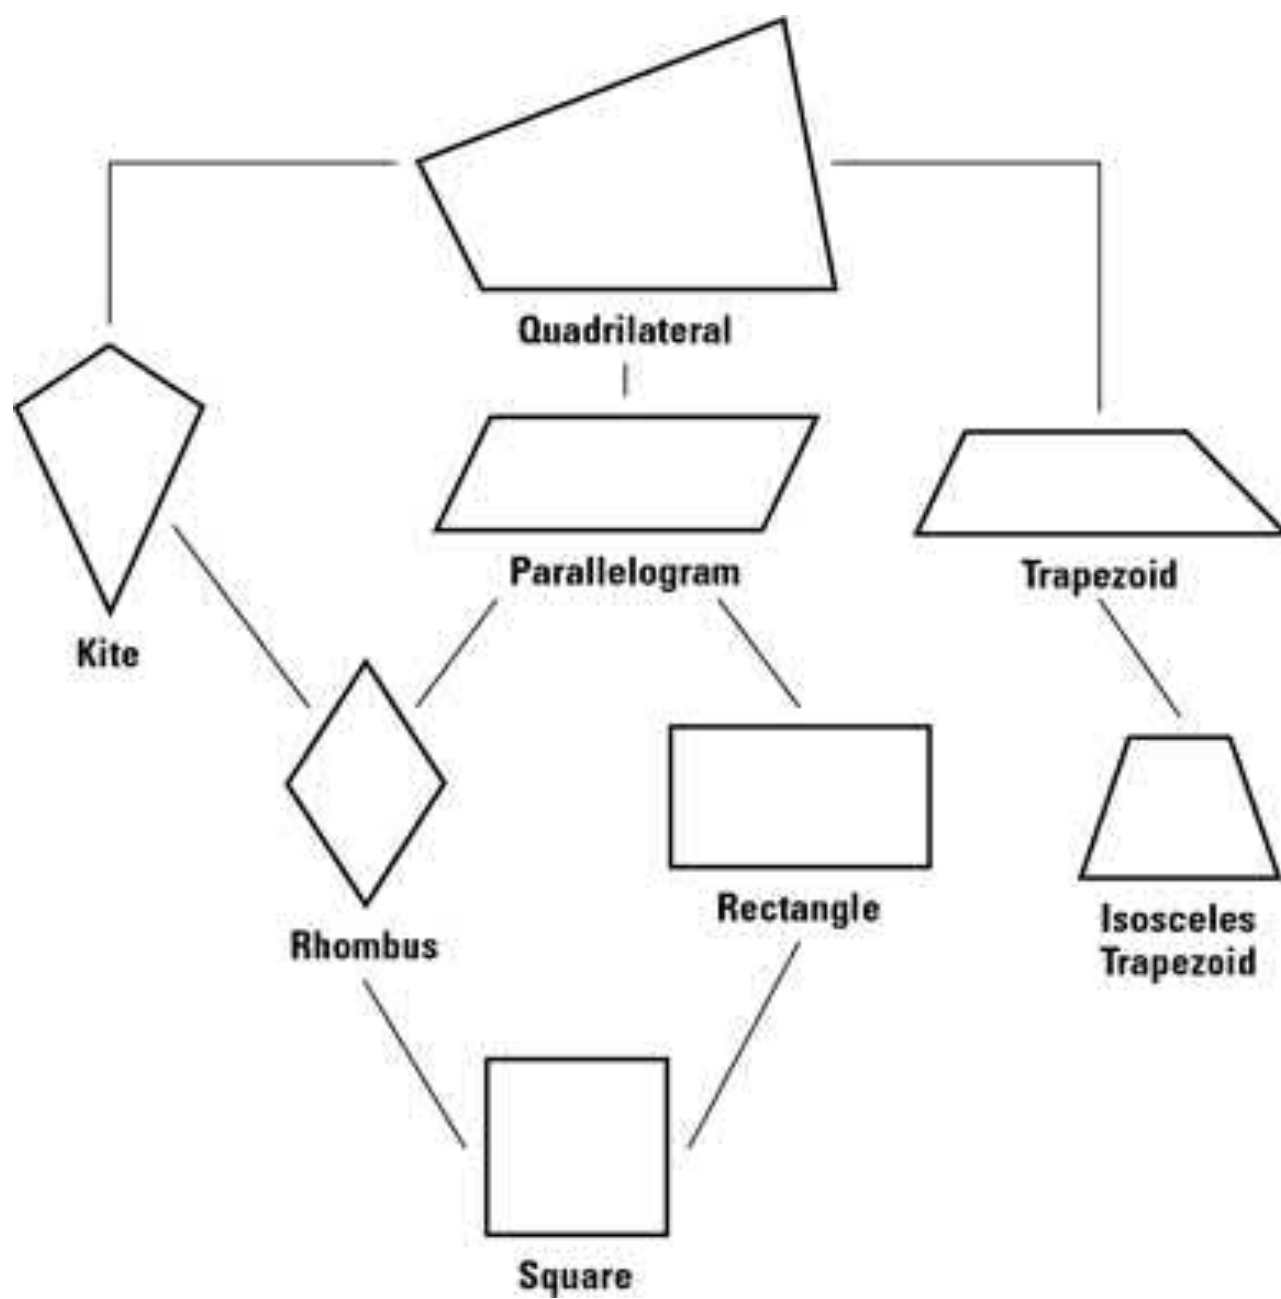 Quadrilateral
Parallelogram
Trapezoid
Kite
Rectangle
Isosceles
Trapezoid
Rhombus
Square